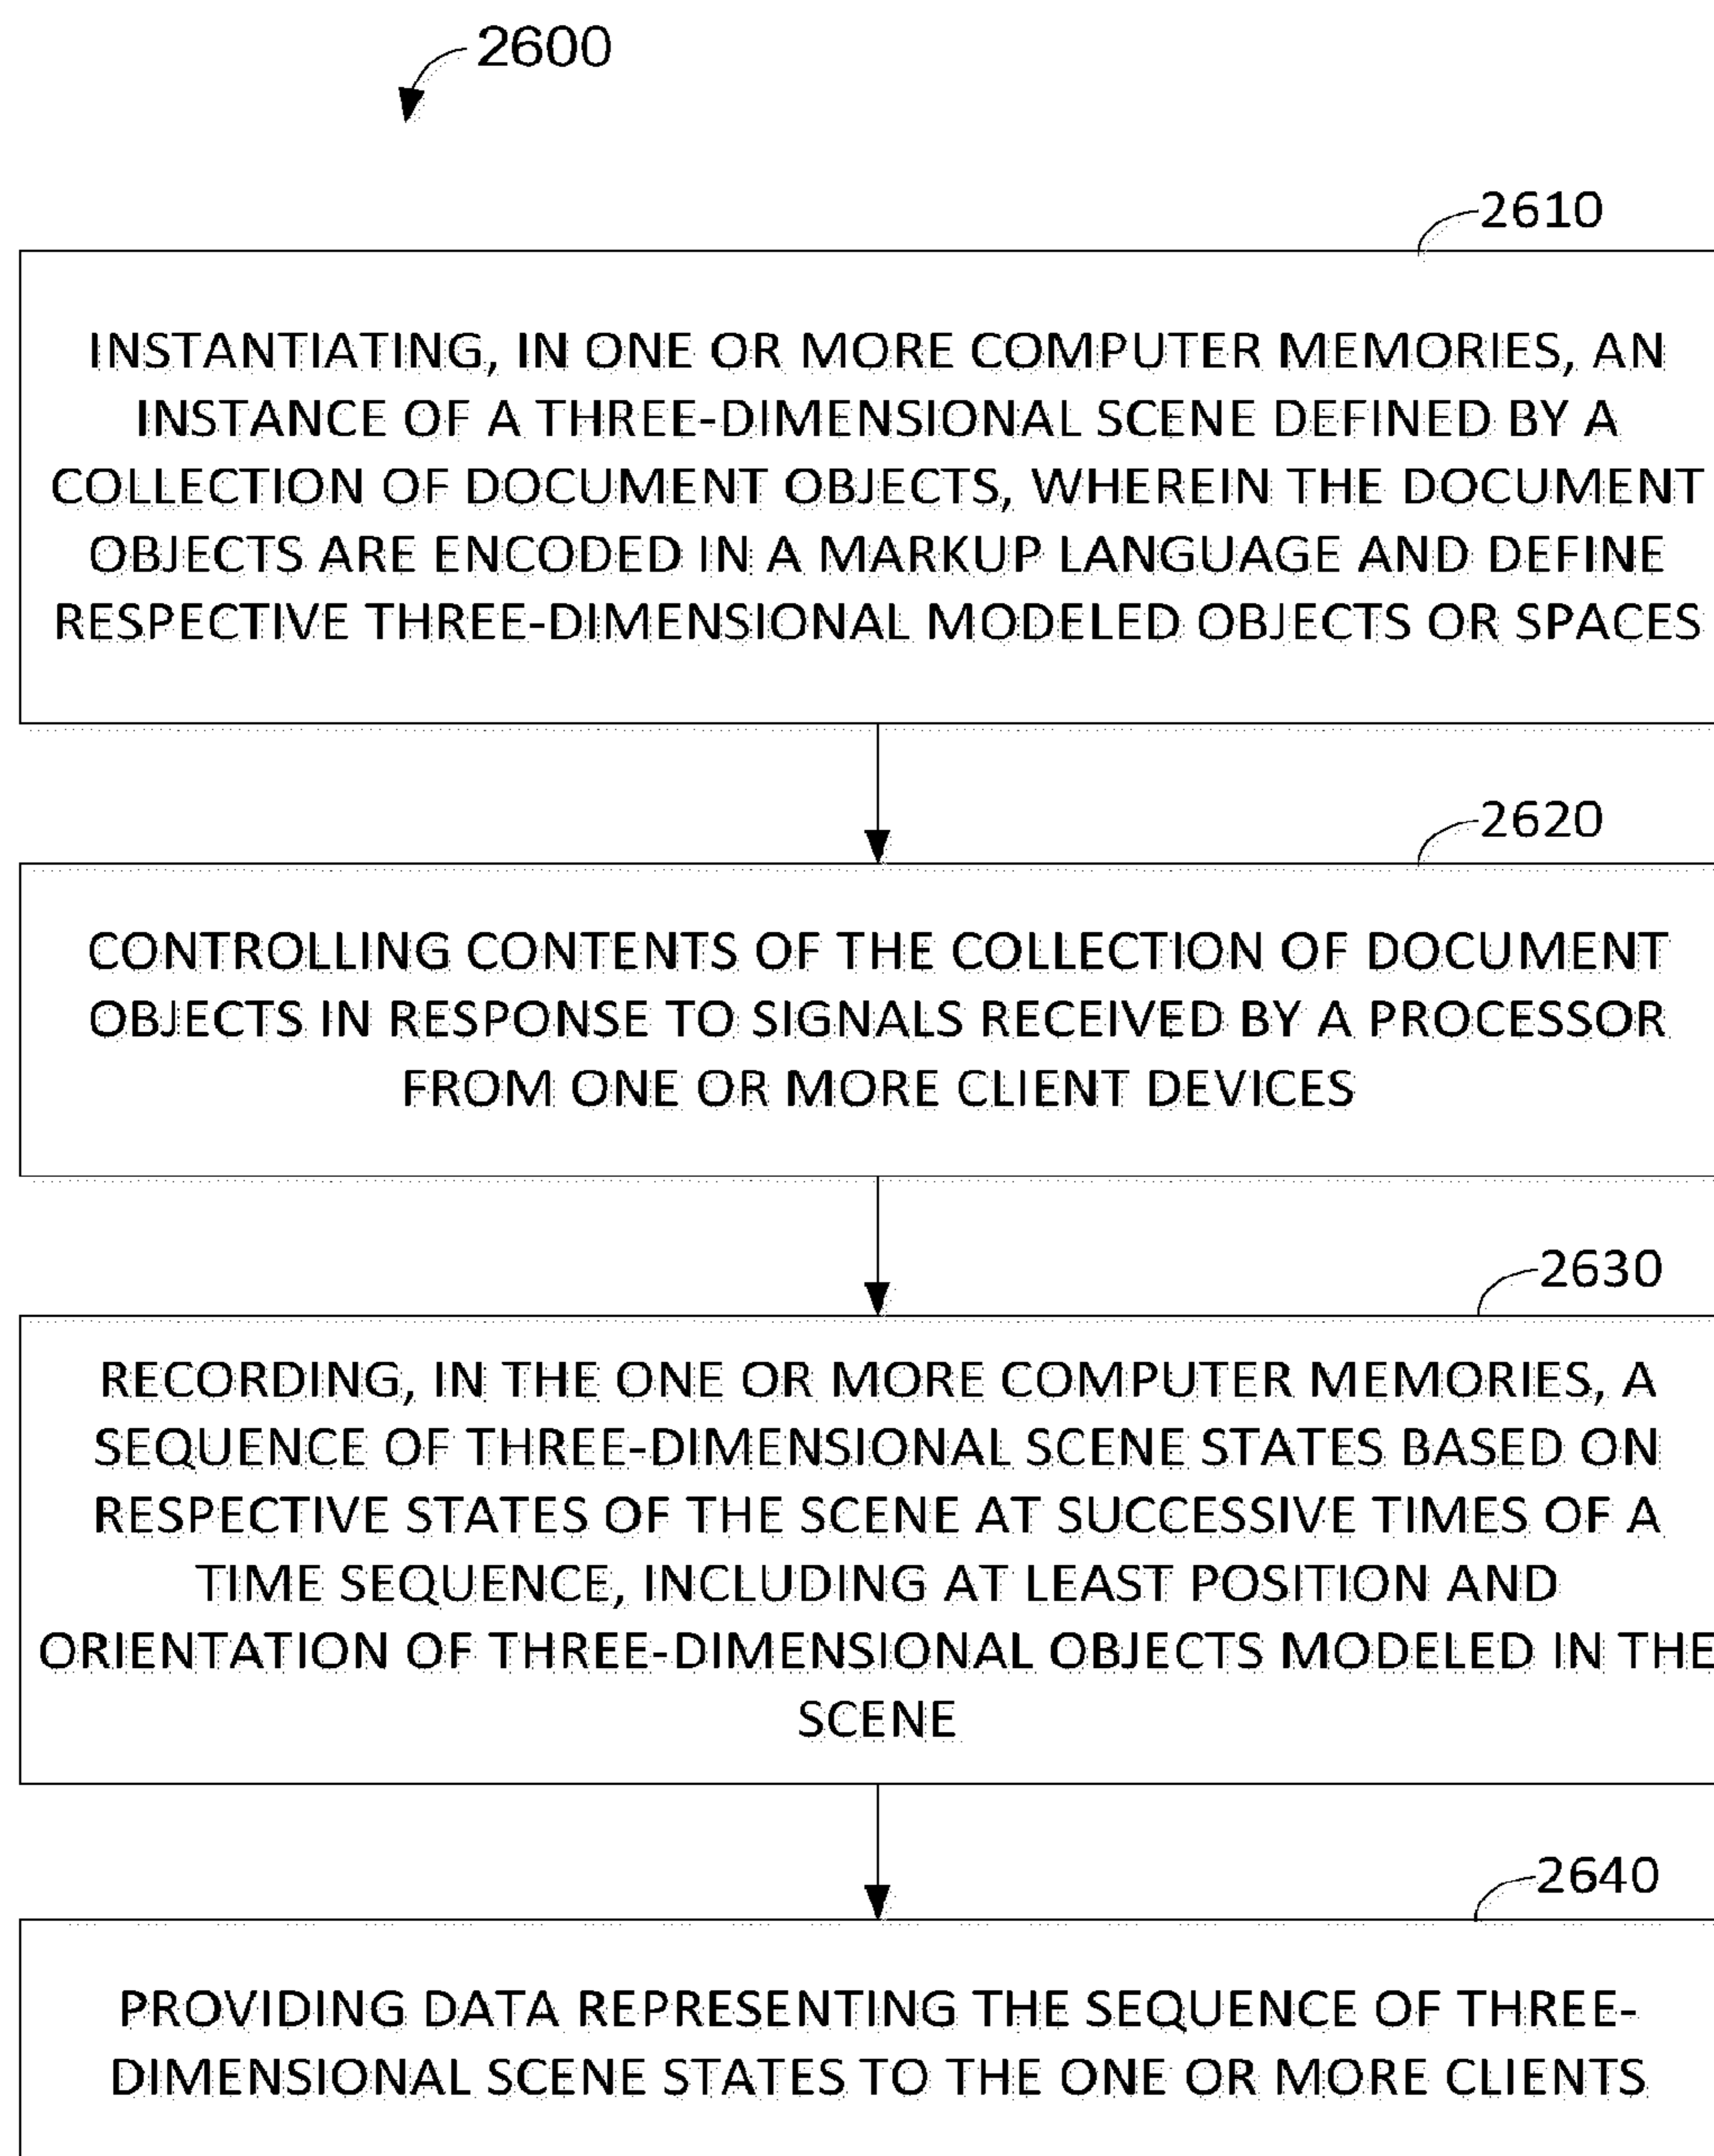 2600
2610
INSTANTIATING, IN ONE OR MORE COMPUTER MEMORIES, AN
INSTANCE OF A THREE-DIMENSIONAL SCENE DEFINED BY A
COLLECTION OF DOCUMENT OBJECTS, WHEREIN THE DOCUMENT
OBJECTS ARE ENCODED IN A MARKUP LANGUAGE AND DEFINE
RESPECTIVE THREE-DIMENSIONAL MODELED OBJECTS OR SPACES
2620
CONTROLLING CONTENTS OF THE COLLECTION OF DOCUMENT
OBJECTS IN RESPONSE TO SIGNALS RECEIVED BY A PROCESSOR
FROM ONE OR MORE CLIENT DEVICES
2630
RECORDING, IN THE ONE OR MORE COMPUTER MEMORIES, A
SEQUENCE OF THREE-DIMENSIONAL SCENE STATES BASED ON
RESPECTIVE STATES OF THE SCENE AT SUCCESSIVE TIMES OF A
TIME SEQUENCE, INCLUDING AT LEAST POSITION AND
ORIENTATION OF THREE-DIMENSIONAL OBJECTS MODELED IN THE
SCENE
2640
PROVIDING DATA REPRESENTING THE SEQUENCE OF THREE-
DIMENSIONAL SCENE STATES TO THE ONE OR MORE CLIENTS